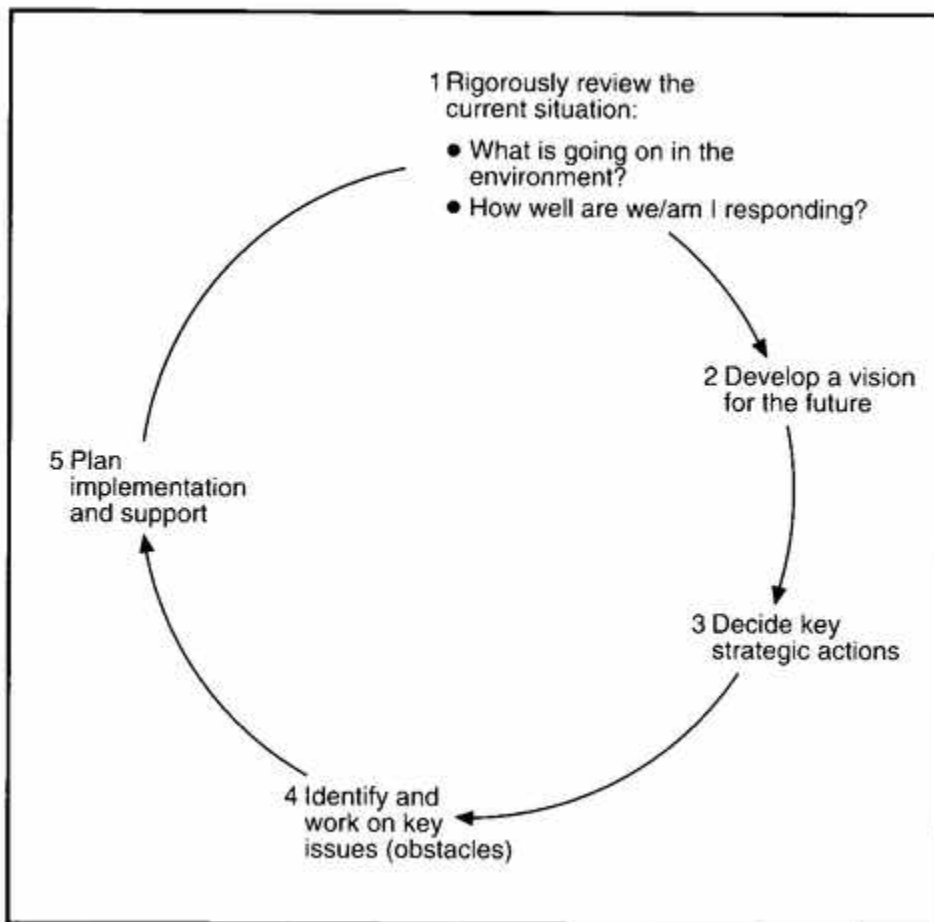 1 Rigorously review the
current situation:
● What is going on in the
environment?
● How well are we/am I responding?
2 Develop a vision
for the future
3 Decide key
strategic actions
4 Identify and
work on key
issues (obstacles)
5 Plan
implementation
and support